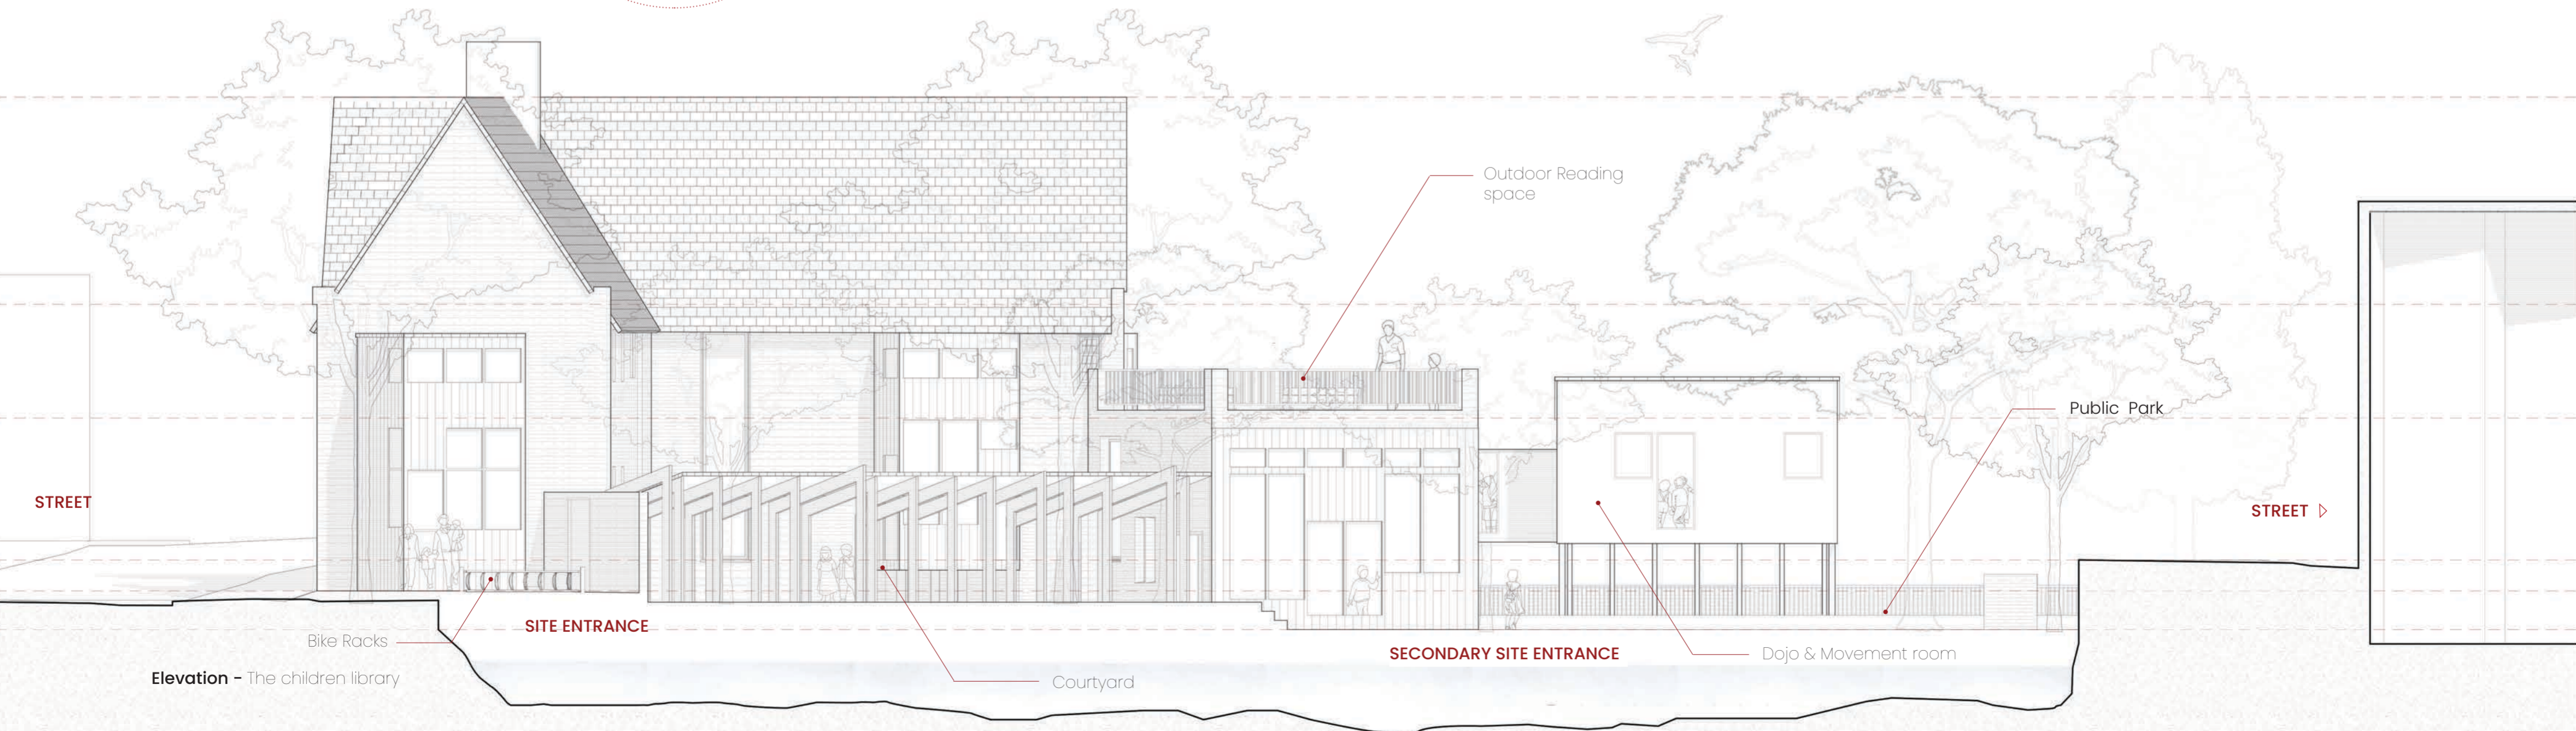 Outdoor Reading
space
Public  Park
STREET
STREET ▷
SITE ENTRANCE
Bike Racks
SECONDARY SITE ENTRANCE
Dojo & Movement room
Elevation - The children library
Courtyard